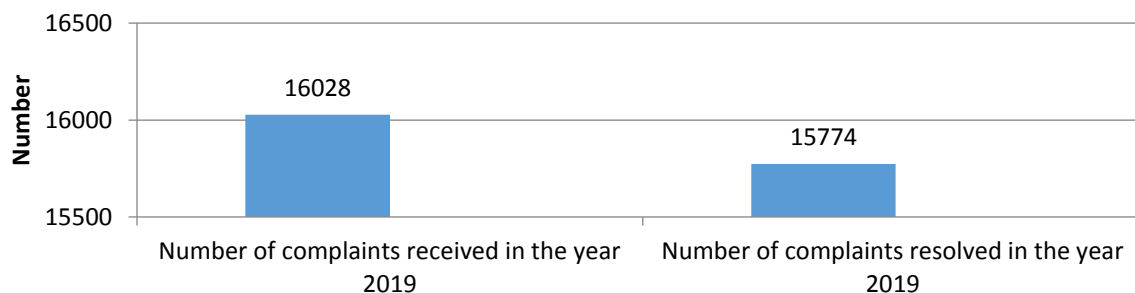 16500
16000
15500
Number
16028
15774
Number of complaints received in the year
2019
Number of complaints resolved in the year
2019